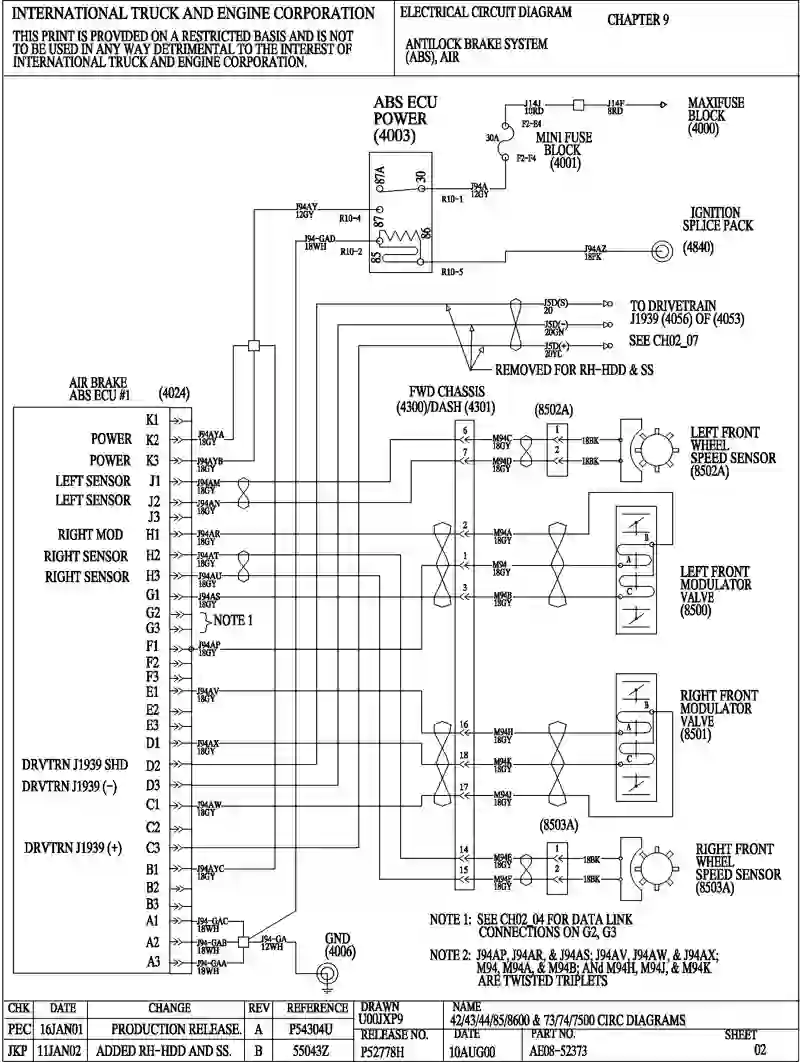 INTERNATIONAL TRUCK AND ENGINE CORPORATION
THIS PRINT IS PROVIDED ON A RESTRICTED BASIS AND IS NOT
TO BE USED IN ANY WAY DETRIMENTAL TO THE INTEREST OF
INTERNATIONAL TRUCK AND ENGINE CORPORATION.
ELECTRICAL CIRCUIT DIAGRAM
CHAPTER 9
ANTILOCK BRAKE SYSTEM
(ABS), AIR
ABS ECU
POWER
(4003)
J14J
10RD
J14F
8RD
MAXIFUSE
BLOCK
(4000)
F2-E4
30A
F2-F4
MINI FUSE
BLOCK
(4001)
87A
30
J94A
12GY
R10-1
J94AY
12GY
R10-4
87
86
J94-GAD
18WH
R10-2
85
R10-5
J94AZ
18PK
IGNITION
SPLICE PACK
(4840)
J5D(S)
20
J5D(-)
20GN
J5D(+)
20YL
TO DRIVETRAIN
J1939 (4056) OF (4053)
SEE CH02_07
REMOVED FOR RH-HDD & SS
AIR BRAKE
ABS ECU #1
(4024)
FWD CHASSIS
(4300)/DASH (4301)
(8502A)
K1
POWER K2 J94AYA
18GY
POWER K3 J94AYB
18GY
LEFT SENSOR J1 J94AM
18GY
LEFT SENSOR J2 J94AN
18GY
J3
RIGHT MOD H1 J94AR
18GY
RIGHT SENSOR H2 J94AT
18GY
RIGHT SENSOR H3 J94AU
18GY
G1 J94AS
18GY
G2
G3
NOTE 1
F1 J94AP
18GY
F2
F3
E1 J94AV
18GY
E2
E3
D1 J94AX
18GY
DRVTRN J1939 SHD D2
DRVTRN J1939 (-) D3
C1 J94AW
18GY
C2
DRVTRN J1939 (+) C3
B1 J94AYC
18GY
B2
B3
A1 J94-GAC
18WH
A2 J94-GAB
18WH
A3 J94-GAA
18WH
J94-GA
12WH
GND
(4006)
6 M94C
18GY
1 18BK
7 M94D
18GY
2 18BK
LEFT FRONT
WHEEL
SPEED SENSOR
(8502A)
2 M94A
18GY
1 M94
18GY
3 M94B
18GY
B
A
C
LEFT FRONT
MODULATOR
VALVE
(8500)
16 M94H
18GY
18 M94K
18GY
17 M94J
18GY
B
A
C
RIGHT FRONT
MODULATOR
VALVE
(8501)
(8503A)
14 M94E
18GY
1 18BK
15 M94F
18GY
2 18BK
RIGHT FRONT
WHEEL
SPEED SENSOR
(8503A)
NOTE 1: SEE CH02_04 FOR DATA LINK
CONNECTIONS ON G2, G3
NOTE 2: J94AP, J94AR, & J94AS; J94AV, J94AW, & J94AX;
M94, M94A, & M94B; ANd M94H, M94J, & M94K
ARE TWISTED TRIPLETS
CHK DATE CHANGE REV REFERENCE
PEC 16JAN01 PRODUCTION RELEASE. A P54304U
JKP 11JAN02 ADDED RH-HDD AND SS. B 55043Z
DRAWN
U00JXP9
RELEASE NO.
P52778H
NAME
42/43/44/85/8600 & 73/74/7500 CIRC DIAGRAMS
DATE
10AUG00
PART NO.
AE08-52373
SHEET
02